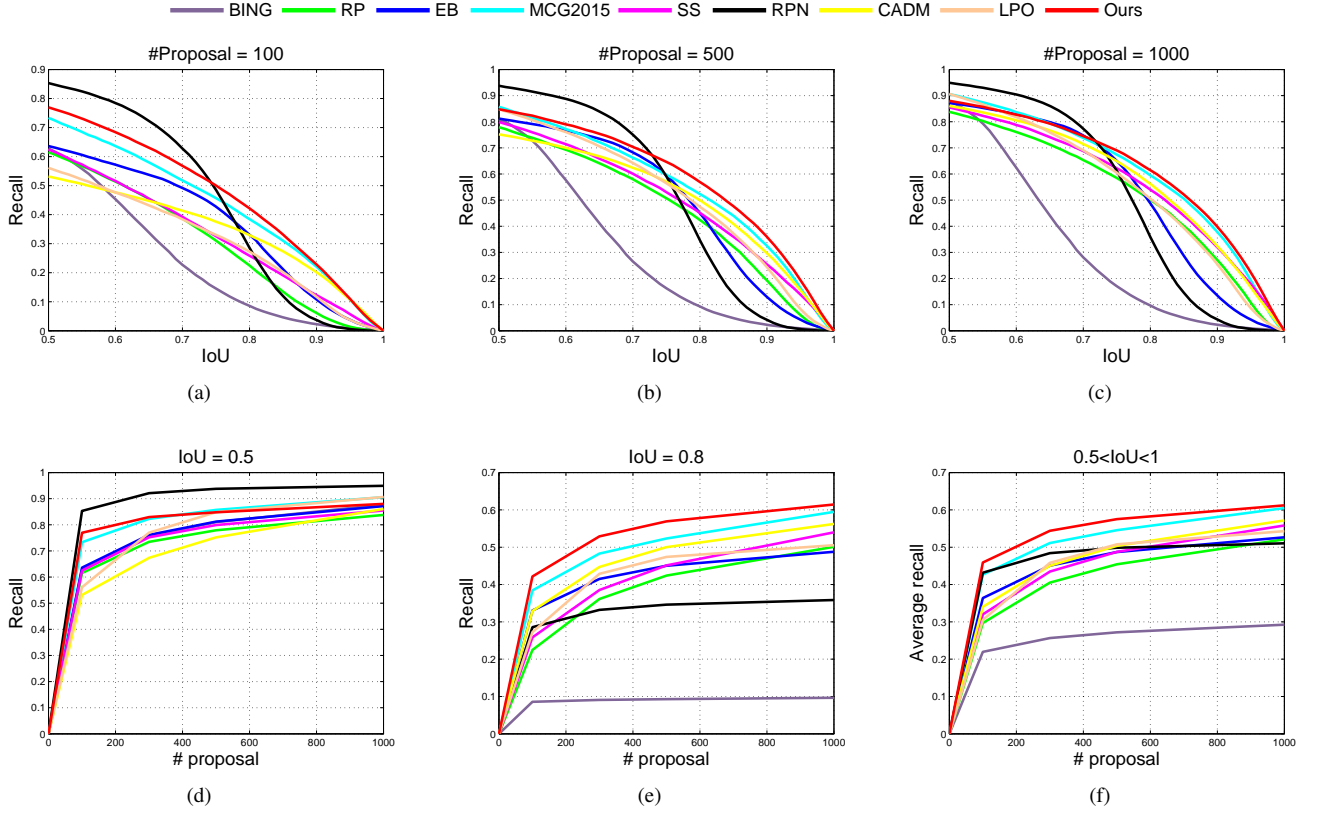 BING RP EB MCG2015 SS RPN CADM LPO Ours
#Proposal = 100
0.9
0.8
0.7
0.6
0.5
0.4
0.3
0.2
0.1
0
Recall
0.5 0.6 0.7 0.8 0.9 1
IoU
(a)
#Proposal = 500
1
0.9
0.8
0.7
0.6
0.5
0.4
0.3
0.2
0.1
0
Recall
0.5 0.6 0.7 0.8 0.9 1
IoU
(b)
#Proposal = 1000
1
0.9
0.8
0.7
0.6
0.5
0.4
0.3
0.2
0.1
0
Recall
0.5 0.6 0.7 0.8 0.9 1
IoU
(c)
IoU = 0.5
1
0.9
0.8
0.7
0.6
0.5
0.4
0.3
0.2
0.1
0
Recall
0 200 400 600 800 1000
# proposal
(d)
IoU = 0.8
0.7
0.6
0.5
0.4
0.3
0.2
0.1
0
Recall
0 200 400 600 800 1000
# proposal
(e)
0.5<IoU<1
0.7
0.6
0.5
0.4
0.3
0.2
0.1
0
Average recall
0 200 400 600 800 1000
# proposal
(f)